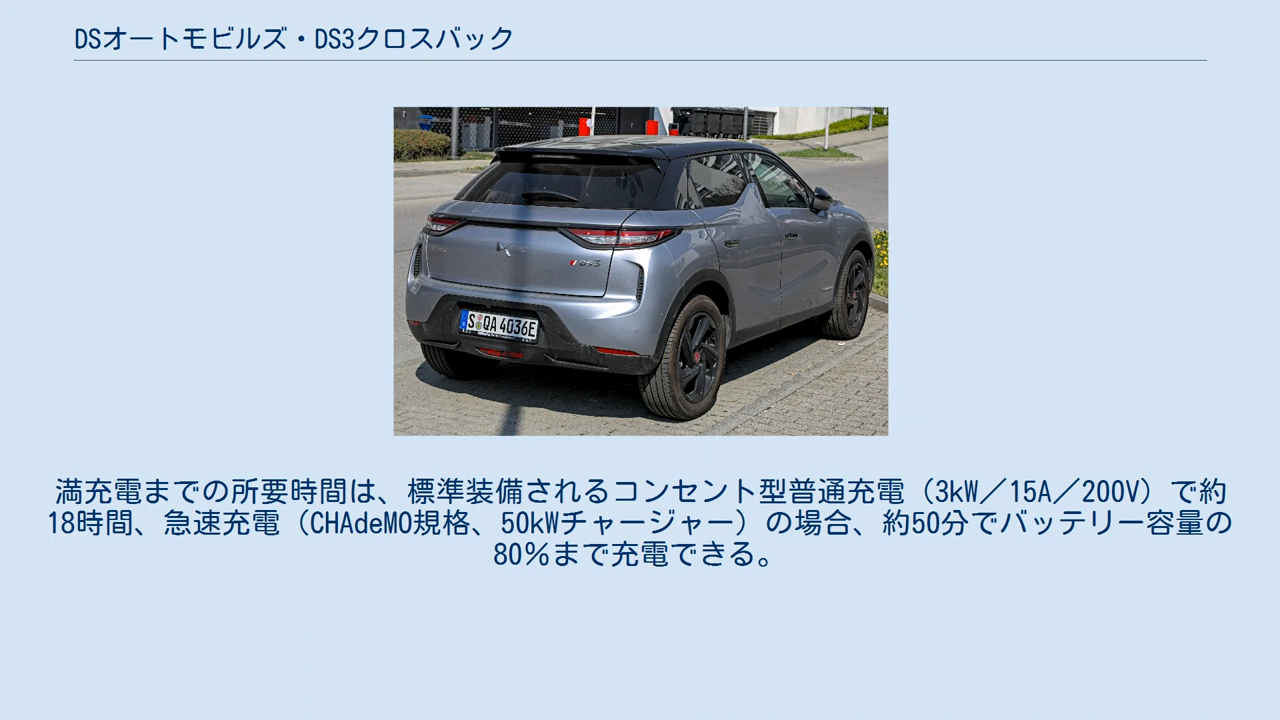 DSオートモビルズ・DS3クロスバック
S QA 4036E
満充電までの所要時間は、標準装備されるコンセント型普通充電（3kW／15A／200V）で約
18時間、急速充電（CHAdeMO規格、50kWチャージャー）の場合、約50分でバッテリー容量の
80％まで充電できる。